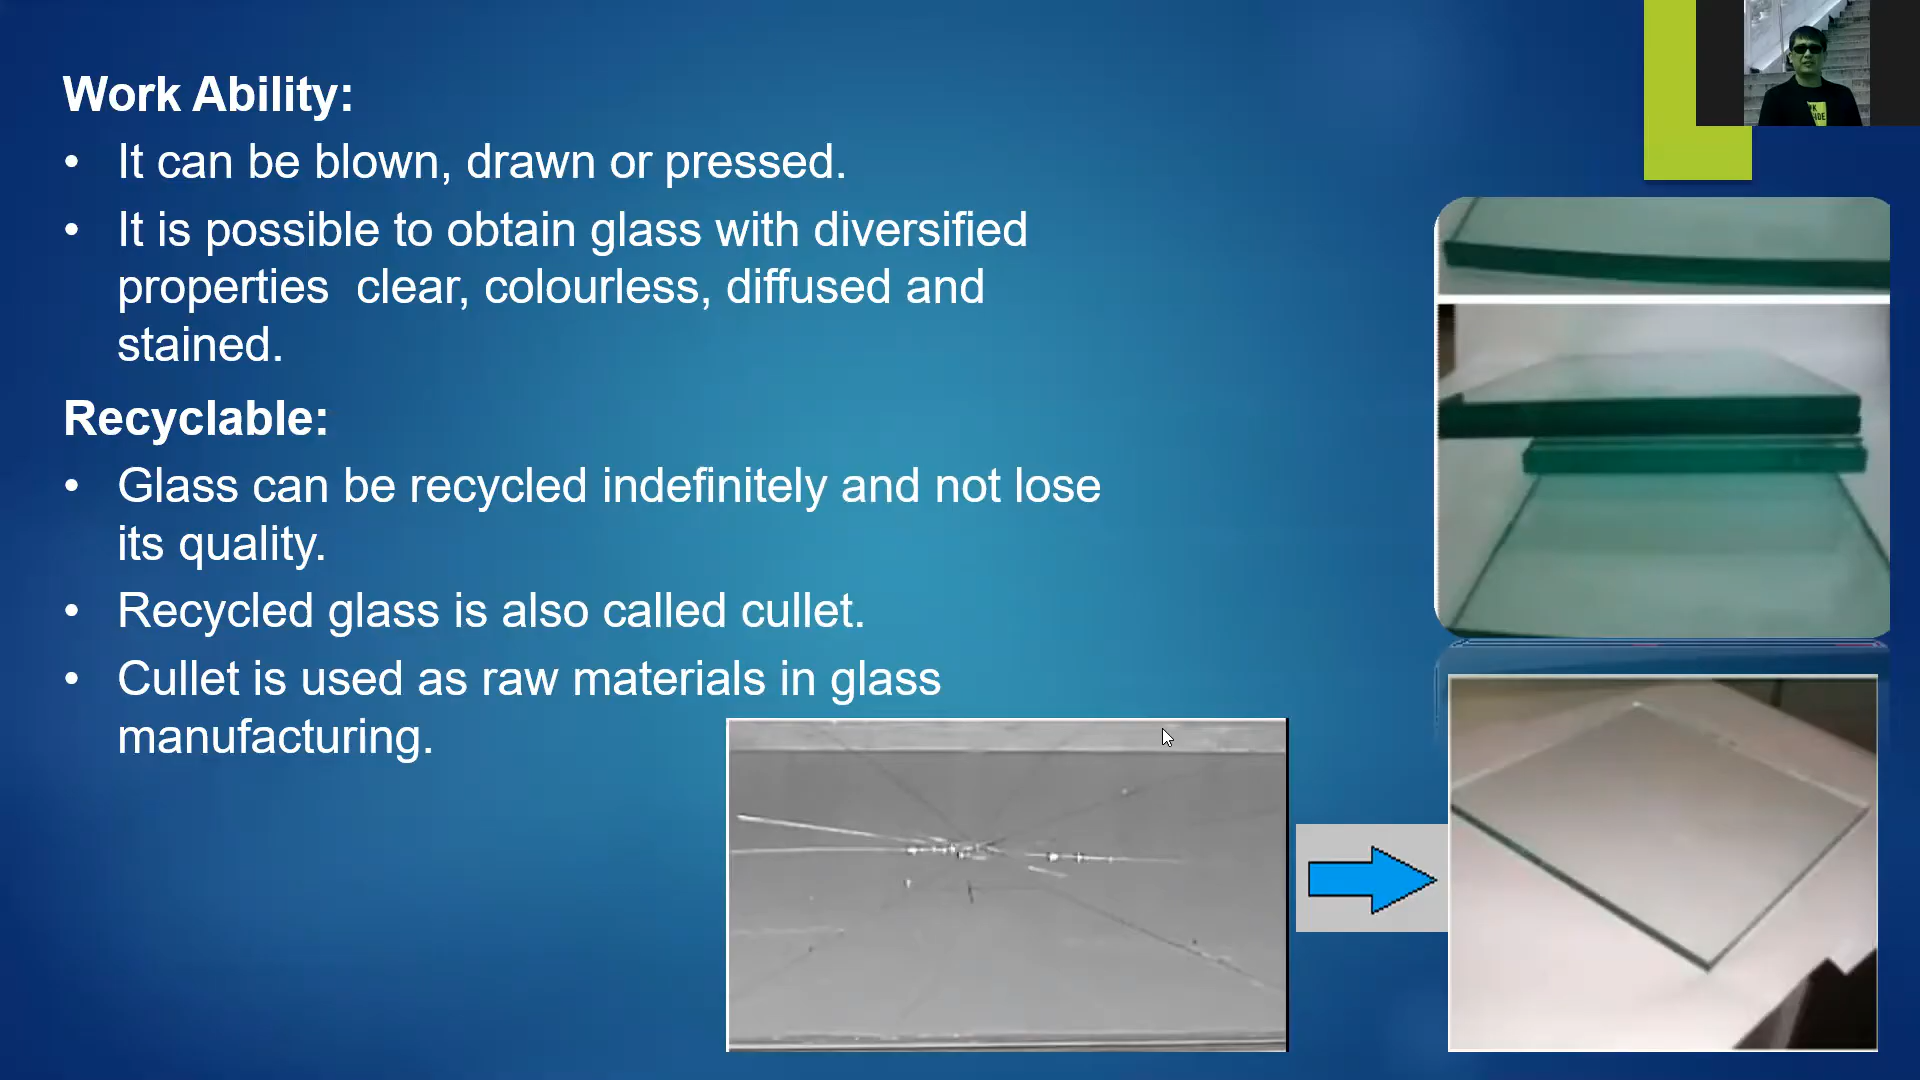 Work Ability:
• It can be blown, drawn or pressed.
• It is possible to obtain glass with diversified
properties  clear, colourless, diffused and
stained.
Recyclable:
• Glass can be recycled indefinitely and not lose
its quality.
• Recycled glass is also called cullet.
• Cullet is used as raw materials in glass
manufacturing.